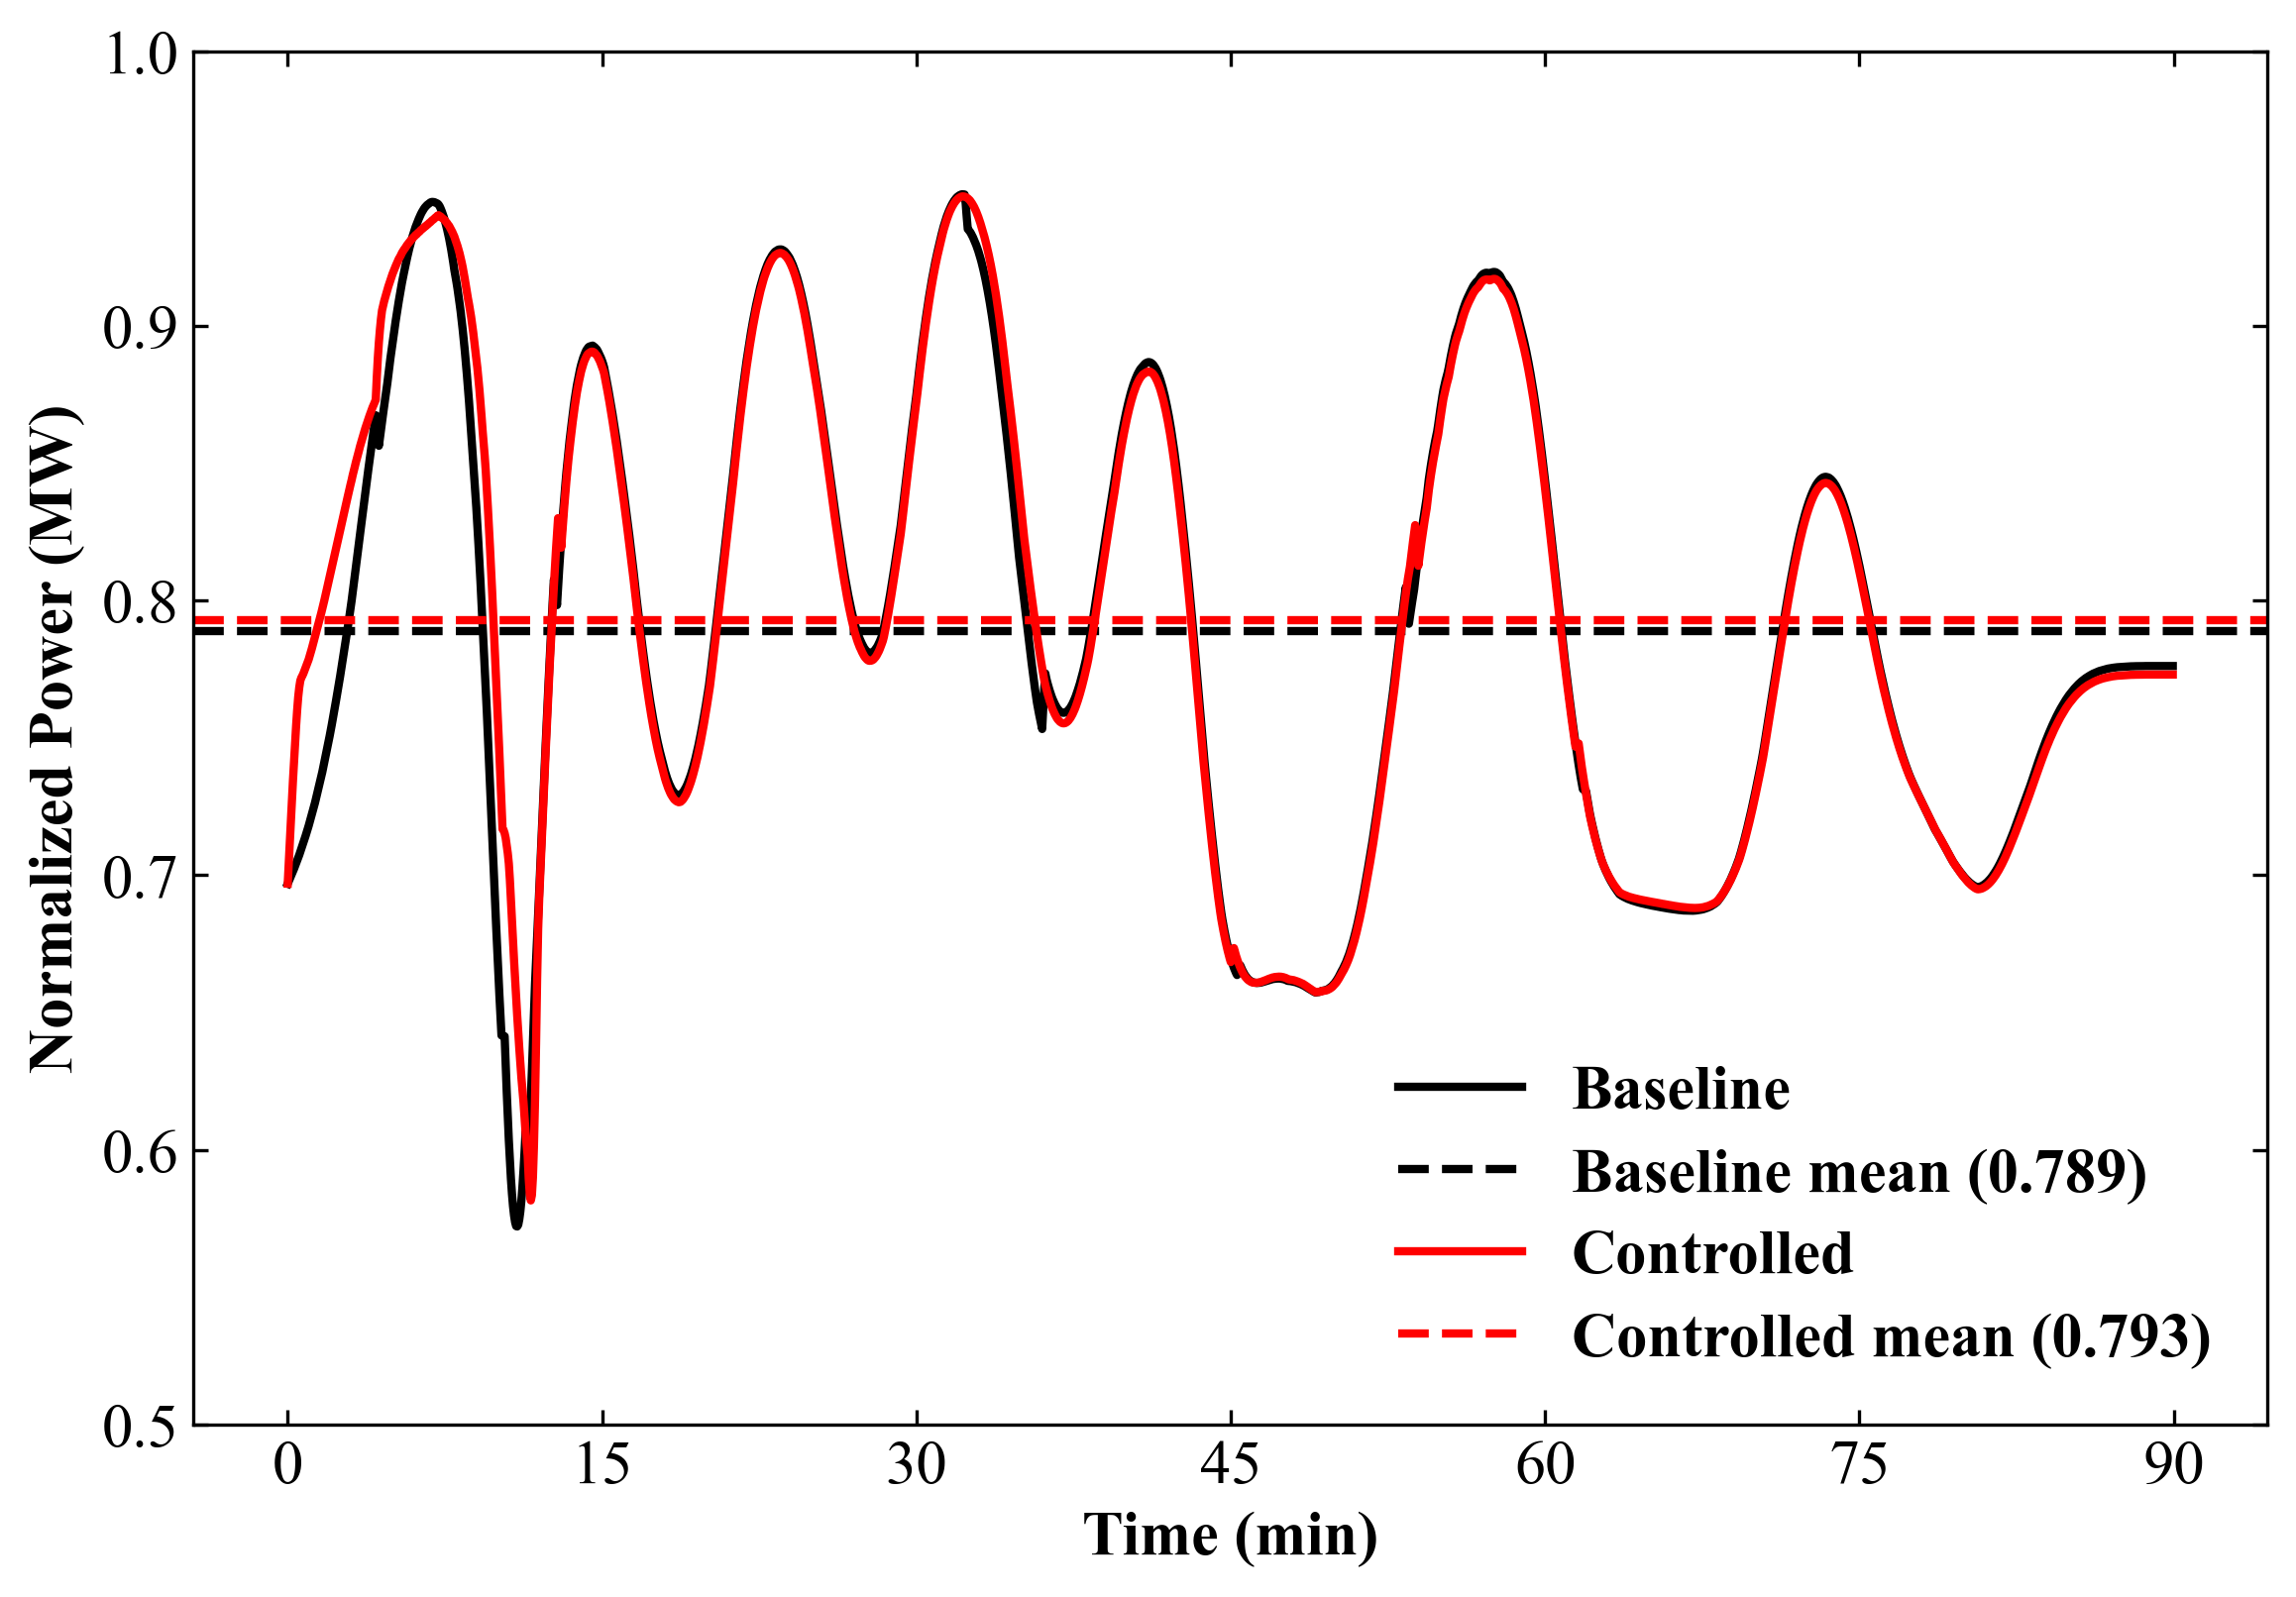 1.0
0.9
0.8
0.7
0.6
0.5
Normalized Power (MW)
0 15 30 45 60 75 90
Time (min)
Baseline
Baseline mean (0.789)
Controlled
Controlled mean (0.793)